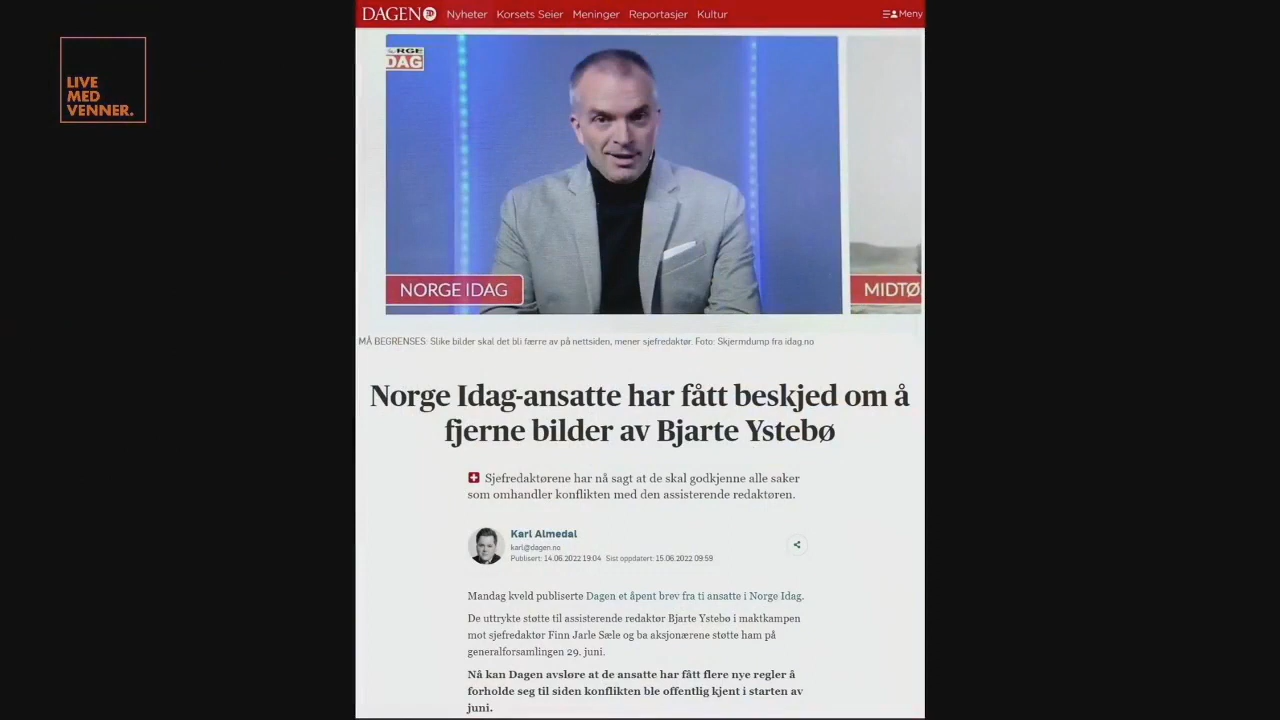 DAGEN
Nyheter Korsets Seier Meninger Reportasjer Kultur
Meny
LIVE
MED
VENNER.
DAG
NORGE IDAG
MIDTØ
MÅ BEGRENSES: Slike bilder skal det bli færre av på nettsiden, mener sjefredaktør. Foto: Skjermdump fra idag.no
Norge Idag-ansatte har fått beskjed om å
fjerne bilder av Bjarte Ystebø
Sjefredaktørene har nå sagt at de skal godkjenne alle saker
som omhandler konflikten med den assisterende redaktøren.
Karl Almedal
karl@dagen.no
Publisert: 14.06.2022 19:04 Sist oppdatert: 15.06.2022 09:59
Mandag kveld publiserte Dagen et åpent brev fra ti ansatte i Norge Idag.
De uttrykte støtte til assisterende redaktør Bjarte Ystebø i maktkampen
mot sjefredaktør Finn Jarle Sæle og ba aksjonærene støtte ham på
generalforsamlingen 29. juni.
Nå kan Dagen avsløre at de ansatte har fått flere nye regler å
forholde seg til siden konflikten ble offentlig kjent i starten av
juni.